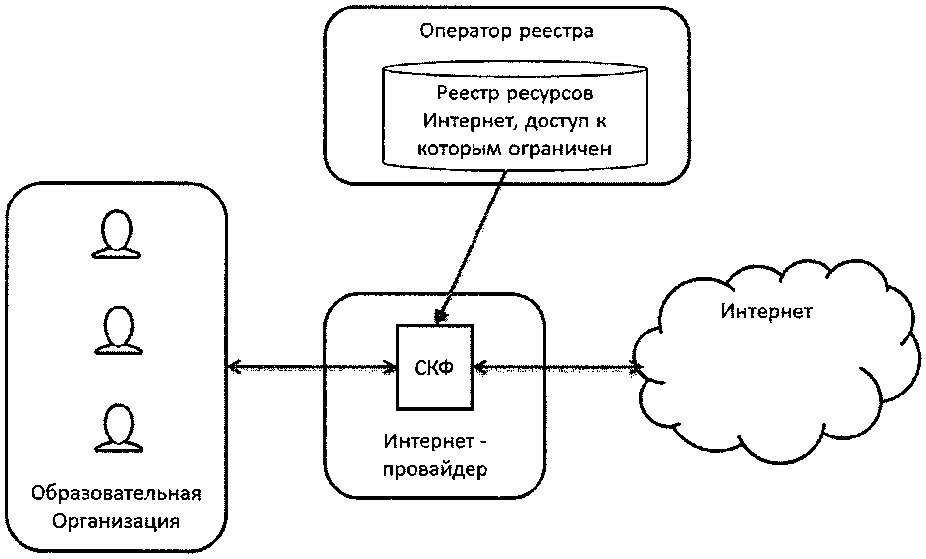 Оператор реестра
Реестр ресурсов
Интернет, доступ к
которым ограничен
Интернет
СКФ
Интернет -
провайдер
Образовательная
Организация